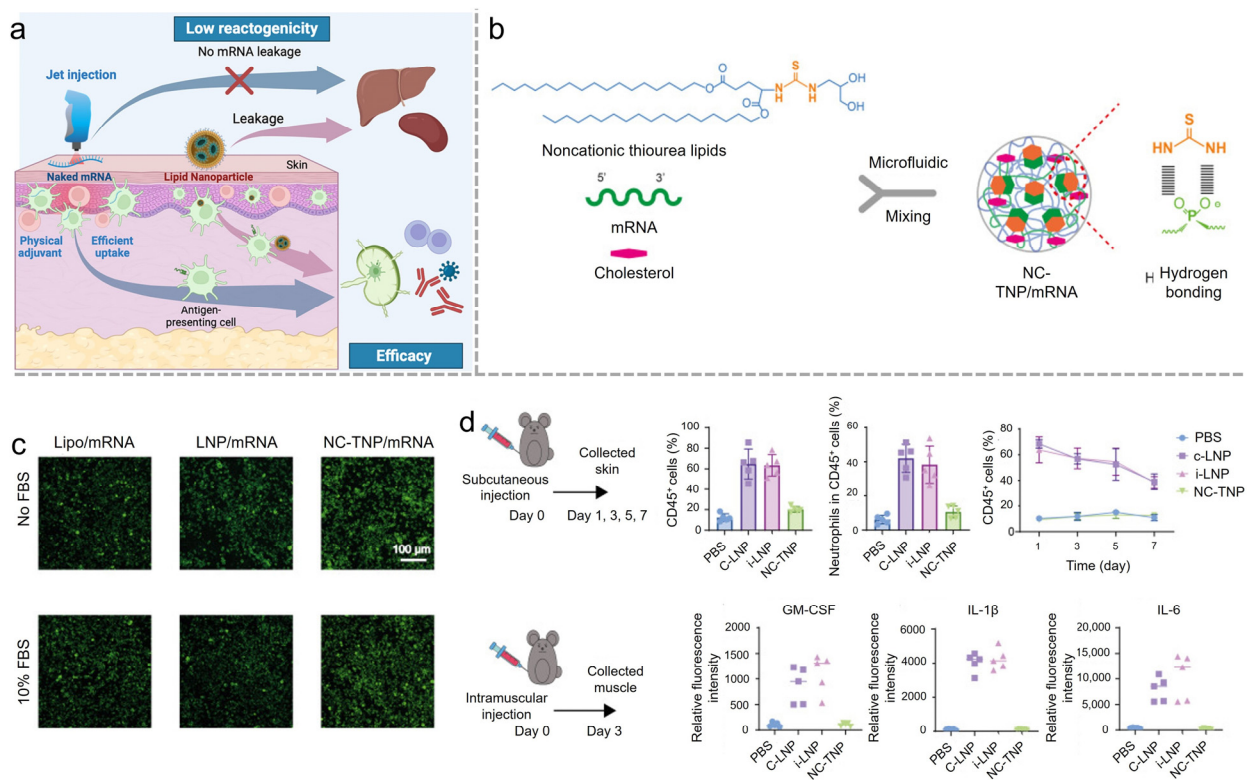 a
Low reactogenicity
No mRNA leakage
Jet injection
Leakage
Skin
Naked mRNA
Lipid Nanoparticle
Physical
adjuvant
Efficient
uptake
Antigen-
presenting cell
Efficacy
b
O
O
O
O
S
N
H
N
H
OH
OH
Noncationic thiourea lipids
5' 3'
mRNA
Cholesterol
Microfluidic
Mixing
NC-
TNP/mRNA
S
HN NH
O O
P
H Hydrogen
bonding
c
Lipo/mRNA LNP/mRNA NC-TNP/mRNA
No FBS
100 μm
10% FBS
d
Subcutaneous
injection
Collected
skin
Day 0 Day 1, 3, 5, 7
CD45⁺ cells (%)
100
80
60
40
20
0
PBS C-LNP i-LNP NC-TNP
Neutrophils in CD45⁺ cells (%)
60
40
20
0
PBS C-LNP i-LNP NC-TNP
CD45⁺ cells (%)
80
60
40
20
0
1 3 5 7
Time (day)
PBS
c-LNP
i-LNP
NC-TNP
Intramuscular
injection
Collected
muscle
Day 0 Day 3
GM-CSF
Relative fluorescence
intensity
2000
1500
1000
500
0
PBS C-LNP i-LNP NC-TNP
IL-1β
Relative fluorescence
intensity
6000
4000
2000
0
PBS C-LNP i-LNP NC-TNP
IL-6
Relative fluorescence
intensity
20,000
15,000
10,000
5,000
0
PBS C-LNP i-LNP NC-TNP